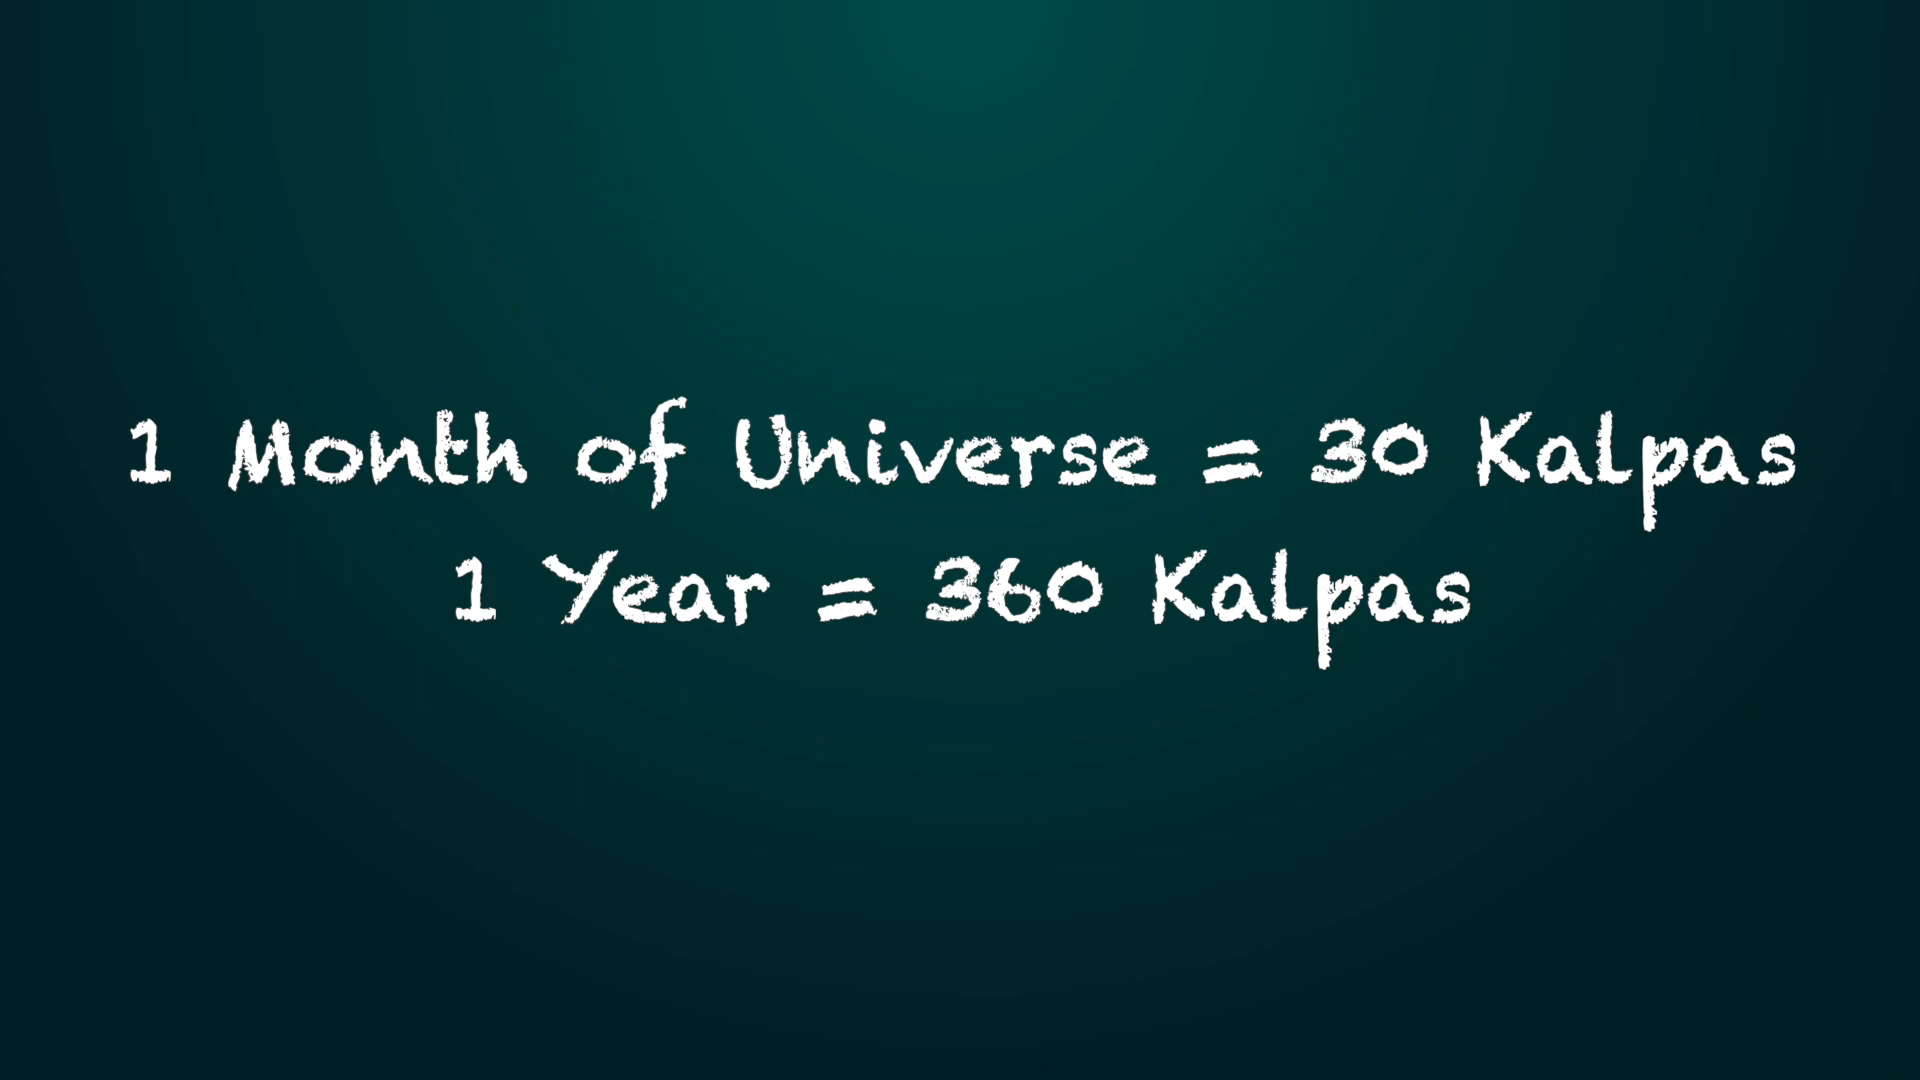 1 Month of Universe = 30 Kalpas
1 Year = 360 Kalpas